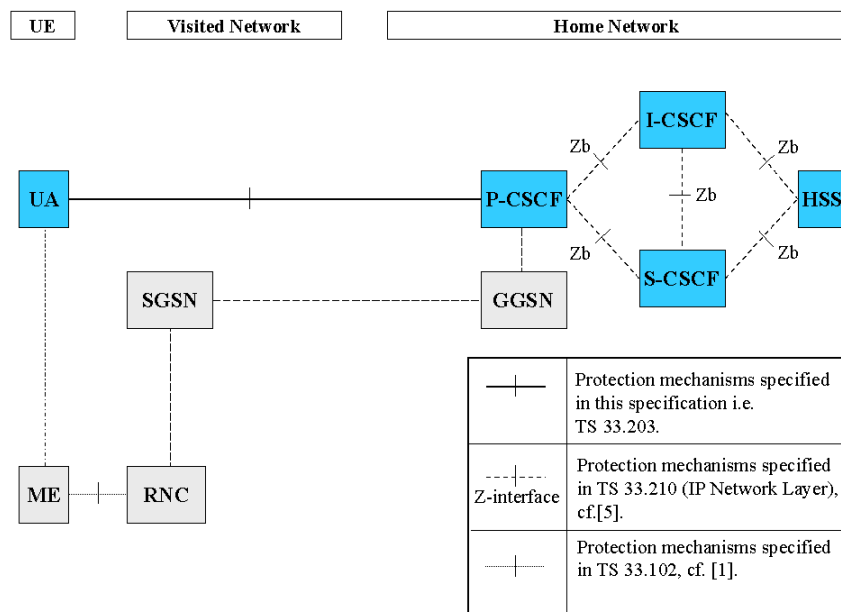 UE
Visited Network
Home Network
I-CSCF
Zb
Zb
UA
P-CSCF
Zb
HSS
Zb
Zb
S-CSCF
SGSN
GGSN
Protection mechanisms specified
in this specification i.e.
TS 33.203.
ME
RNC
Z-interface
Protection mechanisms specified
in TS 33.210 (IP Network Layer),
cf.[5].
Protection mechanisms specified
in TS 33.102, cf. [1].